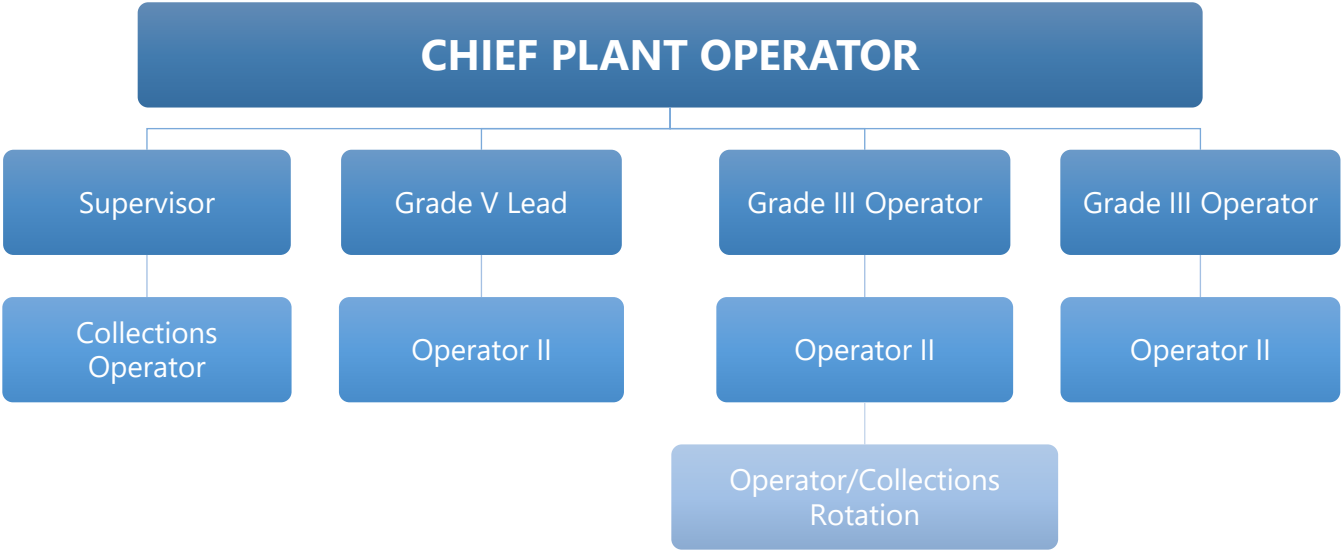 CHIEF PLANT OPERATOR
Supervisor
Grade V Lead
Grade III Operator
Grade III Operator
Collections
Operator
Operator II
Operator II
Operator II
Operator/Collections
Rotation